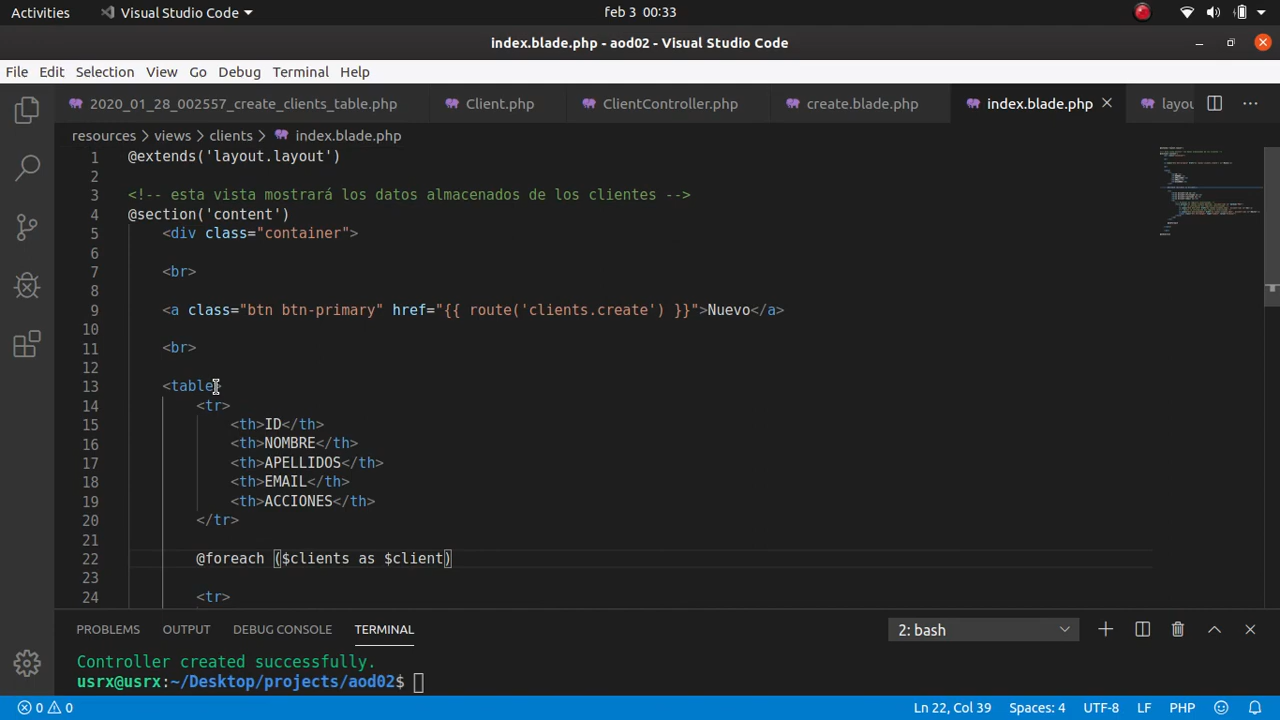 Activities Visual Studio Code feb 3 00:33
index.blade.php - aod02 - Visual Studio Code
File Edit Selection View Go Debug Terminal Help
2020_01_28_002557_create_clients_table.php Client.php ClientController.php create.blade.php index.blade.php layou
resources > views > clients > index.blade.php
1 @extends('layout.layout')
2
3 <!-- esta vista mostrará los datos almacemados de los clientes -->
4 @section('content')
5 <div class="container">
6
7 <br>
8
9 <a class="btn btn-primary" href="{{ route('clients.create') }}">Nuevo</a>
10
11 <br>
12
13 <table>
14 <tr>
15 <th>ID</th>
16 <th>NOMBRE</th>
17 <th>APELLIDOS</th>
18 <th>EMAIL</th>
19 <th>ACCIONES</th>
20 </tr>
21
22 @foreach ($clients as $client)
23
24 <tr>
PROBLEMS OUTPUT DEBUG CONSOLE TERMINAL 2: bash
Controller created successfully.
usrx@usrx:~/Desktop/projects/aod02$
0 0 Ln 22, Col 39 Spaces: 4 UTF-8 LF PHP